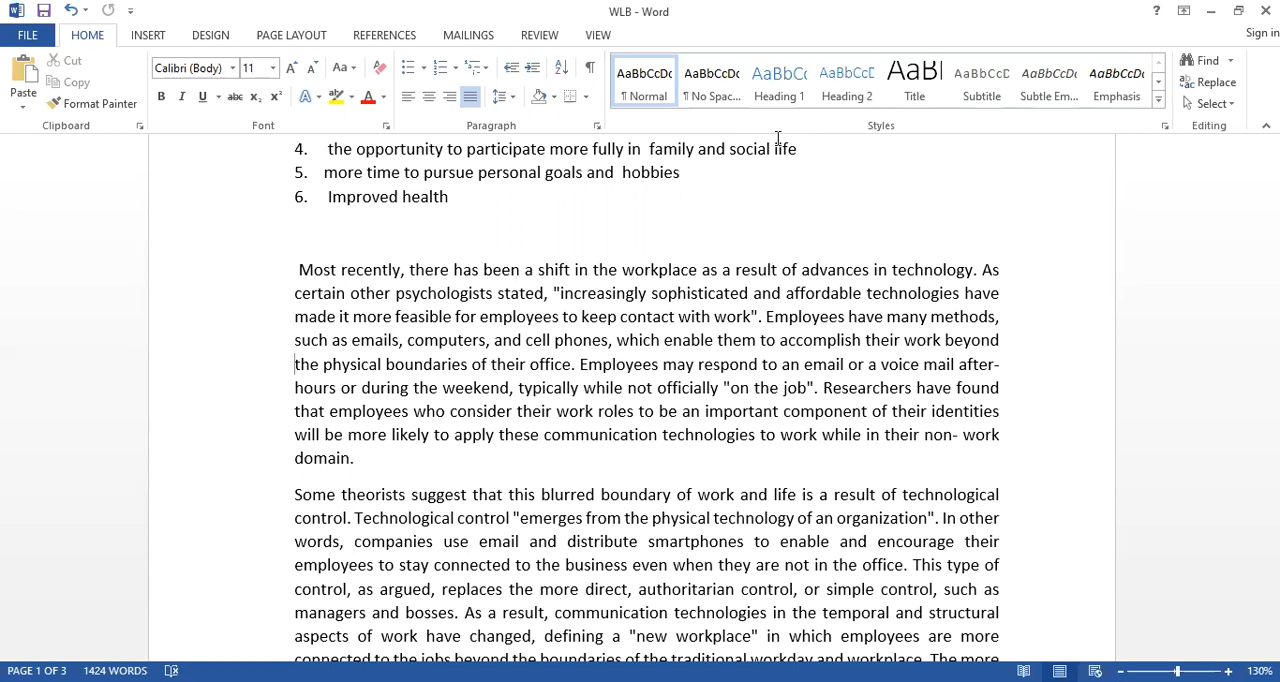 WLB - Word
Sign in
FILE HOME INSERT DESIGN PAGE LAYOUT REFERENCES MAILINGS REVIEW VIEW
Paste
Cut
Copy
Format Painter
Clipboard
Calibri (Body) 11
Font
Paragraph
AaBbCcDc AaBbCcDc AaBbCc AaBbCcD AaBl AaBbCcD AaBbCcDc AaBbCcDc
¶ Normal ¶ No Spac... Heading 1 Heading 2 Title Subtitle Subtle Em... Emphasis
Styles
Find
Replace
Select
Editing
4. the opportunity to participate more fully in family and social life
5. more time to pursue personal goals and hobbies
6. Improved health
Most recently, there has been a shift in the workplace as a result of advances in technology. As
certain other psychologists stated, "increasingly sophisticated and affordable technologies have
made it more feasible for employees to keep contact with work". Employees have many methods,
such as emails, computers, and cell phones, which enable them to accomplish their work beyond
the physical boundaries of their office. Employees may respond to an email or a voice mail after-
hours or during the weekend, typically while not officially "on the job". Researchers have found
that employees who consider their work roles to be an important component of their identities
will be more likely to apply these communication technologies to work while in their non- work
domain.
Some theorists suggest that this blurred boundary of work and life is a result of technological
control. Technological control "emerges from the physical technology of an organization". In other
words, companies use email and distribute smartphones to enable and encourage their
employees to stay connected to the business even when they are not in the office. This type of
control, as argued, replaces the more direct, authoritarian control, or simple control, such as
managers and bosses. As a result, communication technologies in the temporal and structural
aspects of work have changed, defining a "new workplace" in which employees are more
connected to the jobs beyond the boundaries of the traditional workday and workplace. The more
PAGE 1 OF 3 1424 WORDS 130%